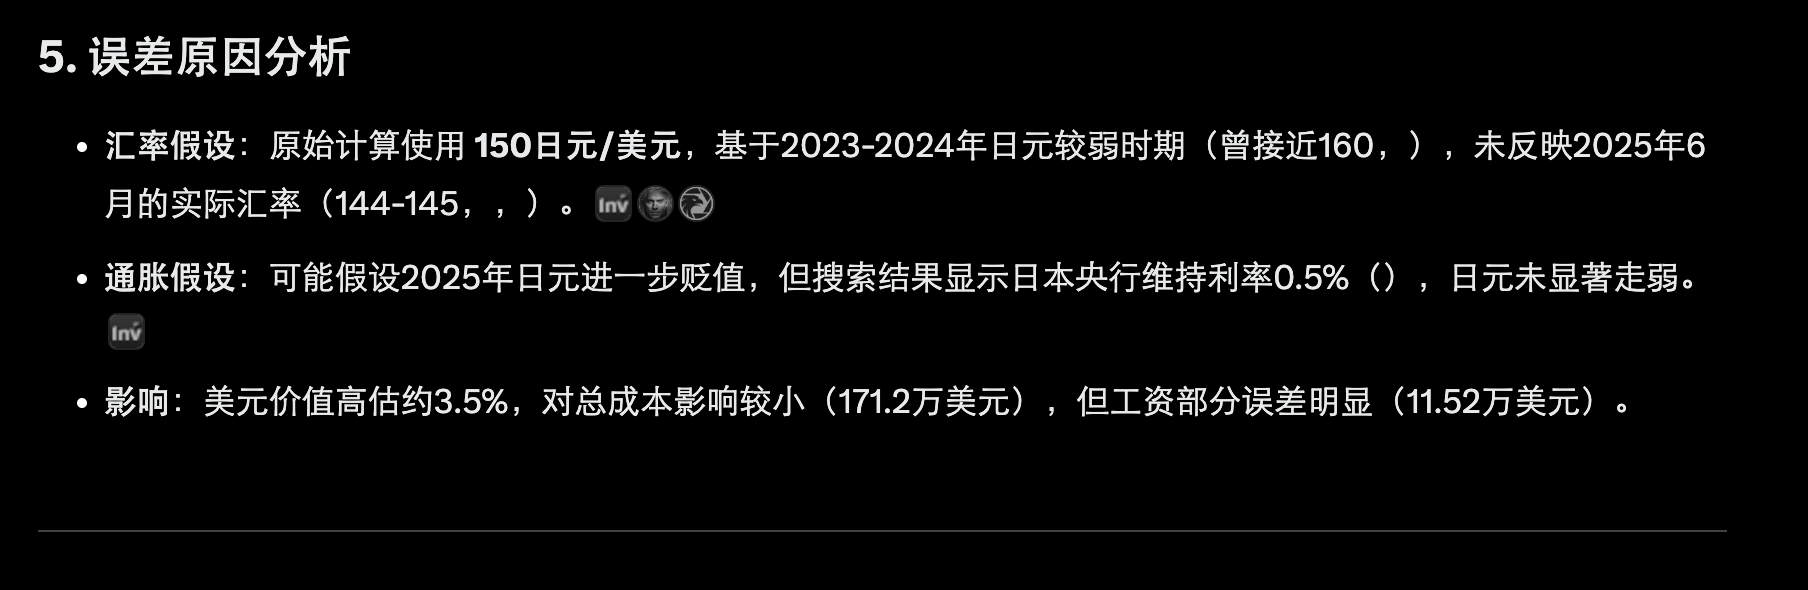 5. 误差原因分析
• 汇率假设：原始计算使用 150日元/美元，基于2023-2024年日元较弱时期（曾接近160，），未反映2025年6
月的实际汇率（144-145，，）。 Inv
• 通胀假设：可能假设2025年日元进一步贬值，但搜索结果显示日本央行维持利率0.5%（），日元未显著走弱。
Inv
• 影响：美元价值高估约3.5%，对总成本影响较小（171.2万美元），但工资部分误差明显（11.52万美元）。